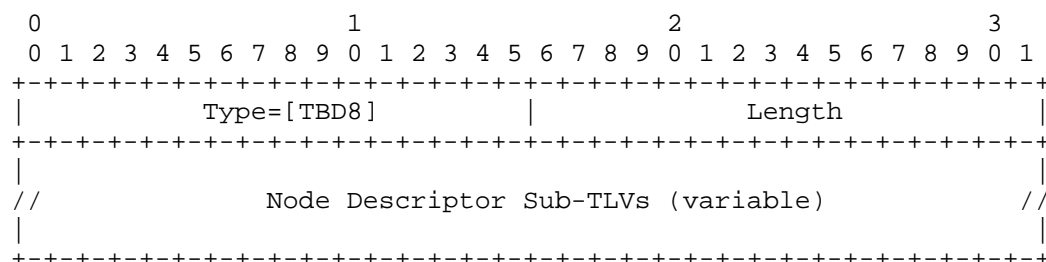 0                   1                   2                   3
 0 1 2 3 4 5 6 7 8 9 0 1 2 3 4 5 6 7 8 9 0 1 2 3 4 5 6 7 8 9 0 1
+-+-+-+-+-+-+-+-+-+-+-+-+-+-+-+-+-+-+-+-+-+-+-+-+-+-+-+-+-+-+-+-+
|           Type=[TBD8]         |             Length            |
+-+-+-+-+-+-+-+-+-+-+-+-+-+-+-+-+-+-+-+-+-+-+-+-+-+-+-+-+-+-+-+-+
|                                                               |
//              Node Descriptor Sub-TLVs (variable)            //
|                                                               |
+-+-+-+-+-+-+-+-+-+-+-+-+-+-+-+-+-+-+-+-+-+-+-+-+-+-+-+-+-+-+-+-+